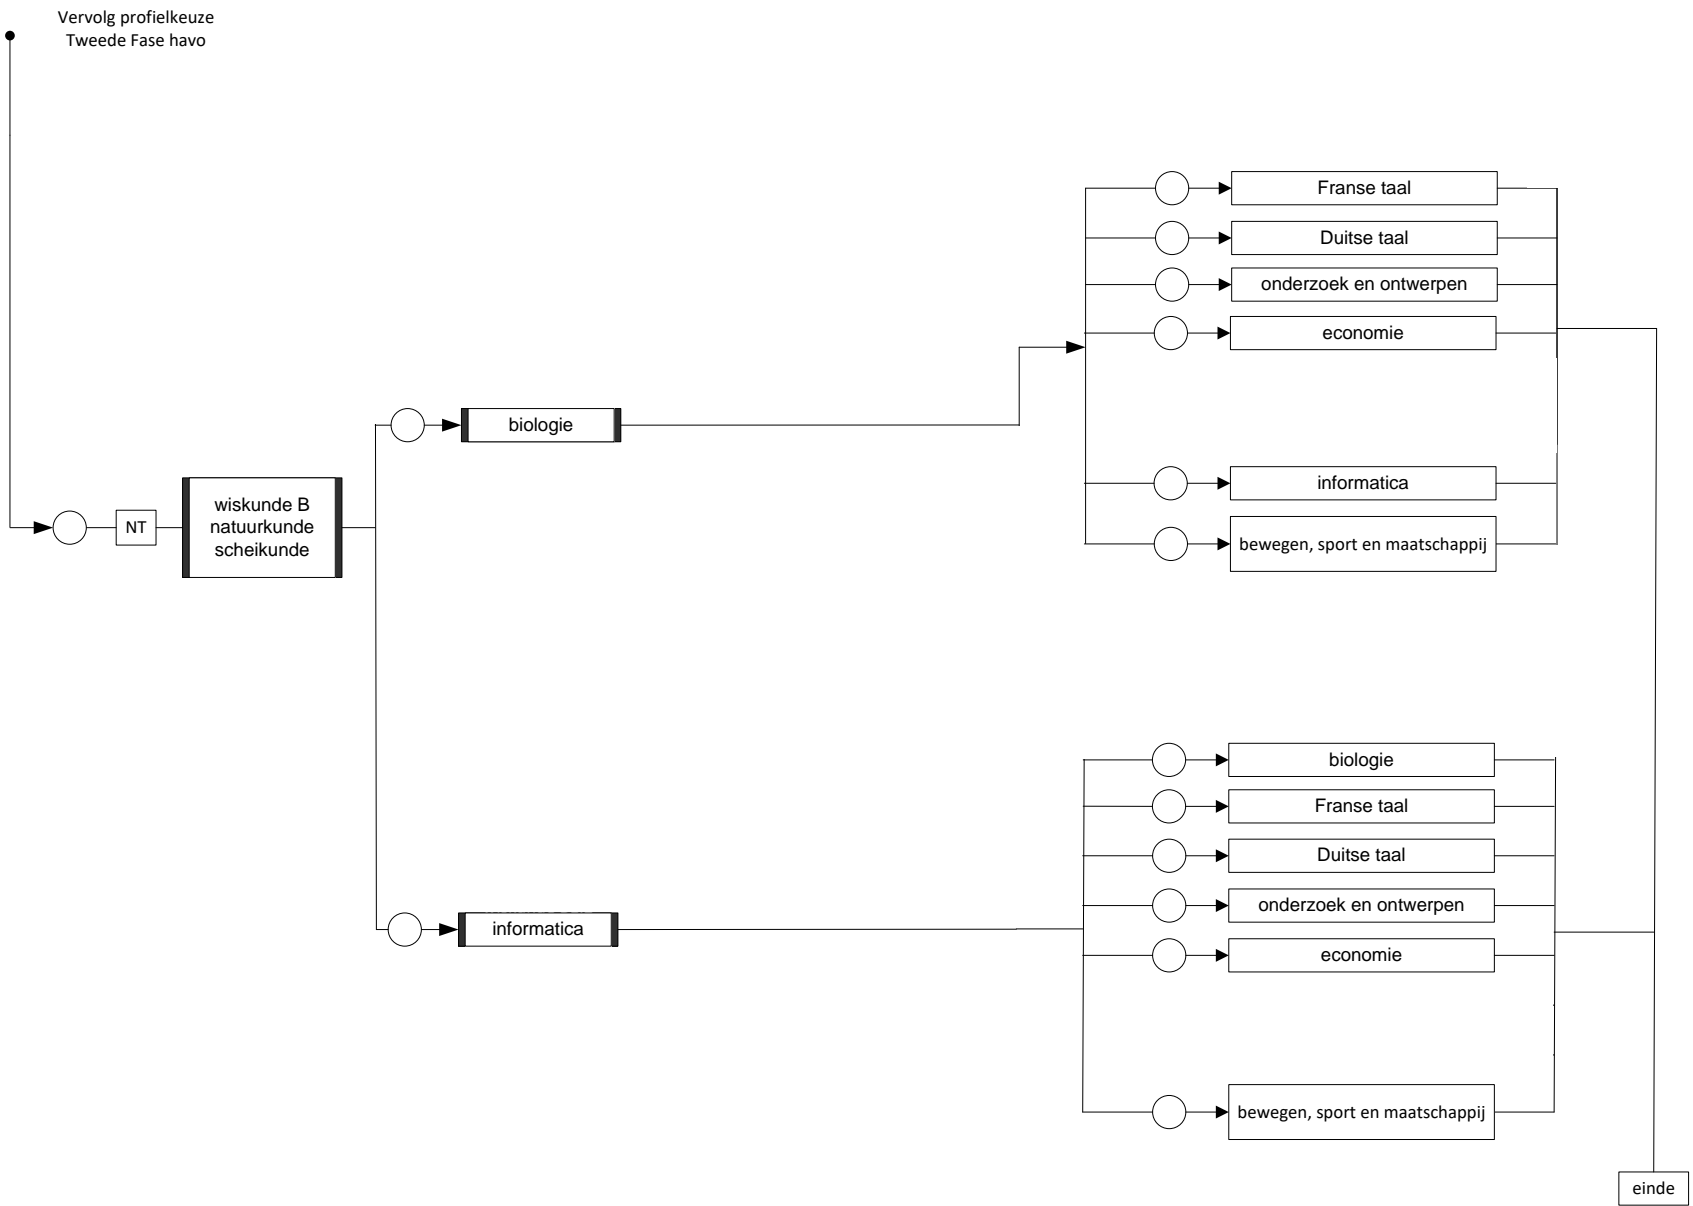 Vervolg profielkeuze
Tweede Fase havo
Franse taal
Duitse taal
onderzoek en ontwerpen
economie
biologie
informatica
NT
wiskunde B
natuurkunde
scheikunde
bewegen, sport en maatschappij
biologie
Franse taal
Duitse taal
onderzoek en ontwerpen
informatica
economie
bewegen, sport en maatschappij
einde